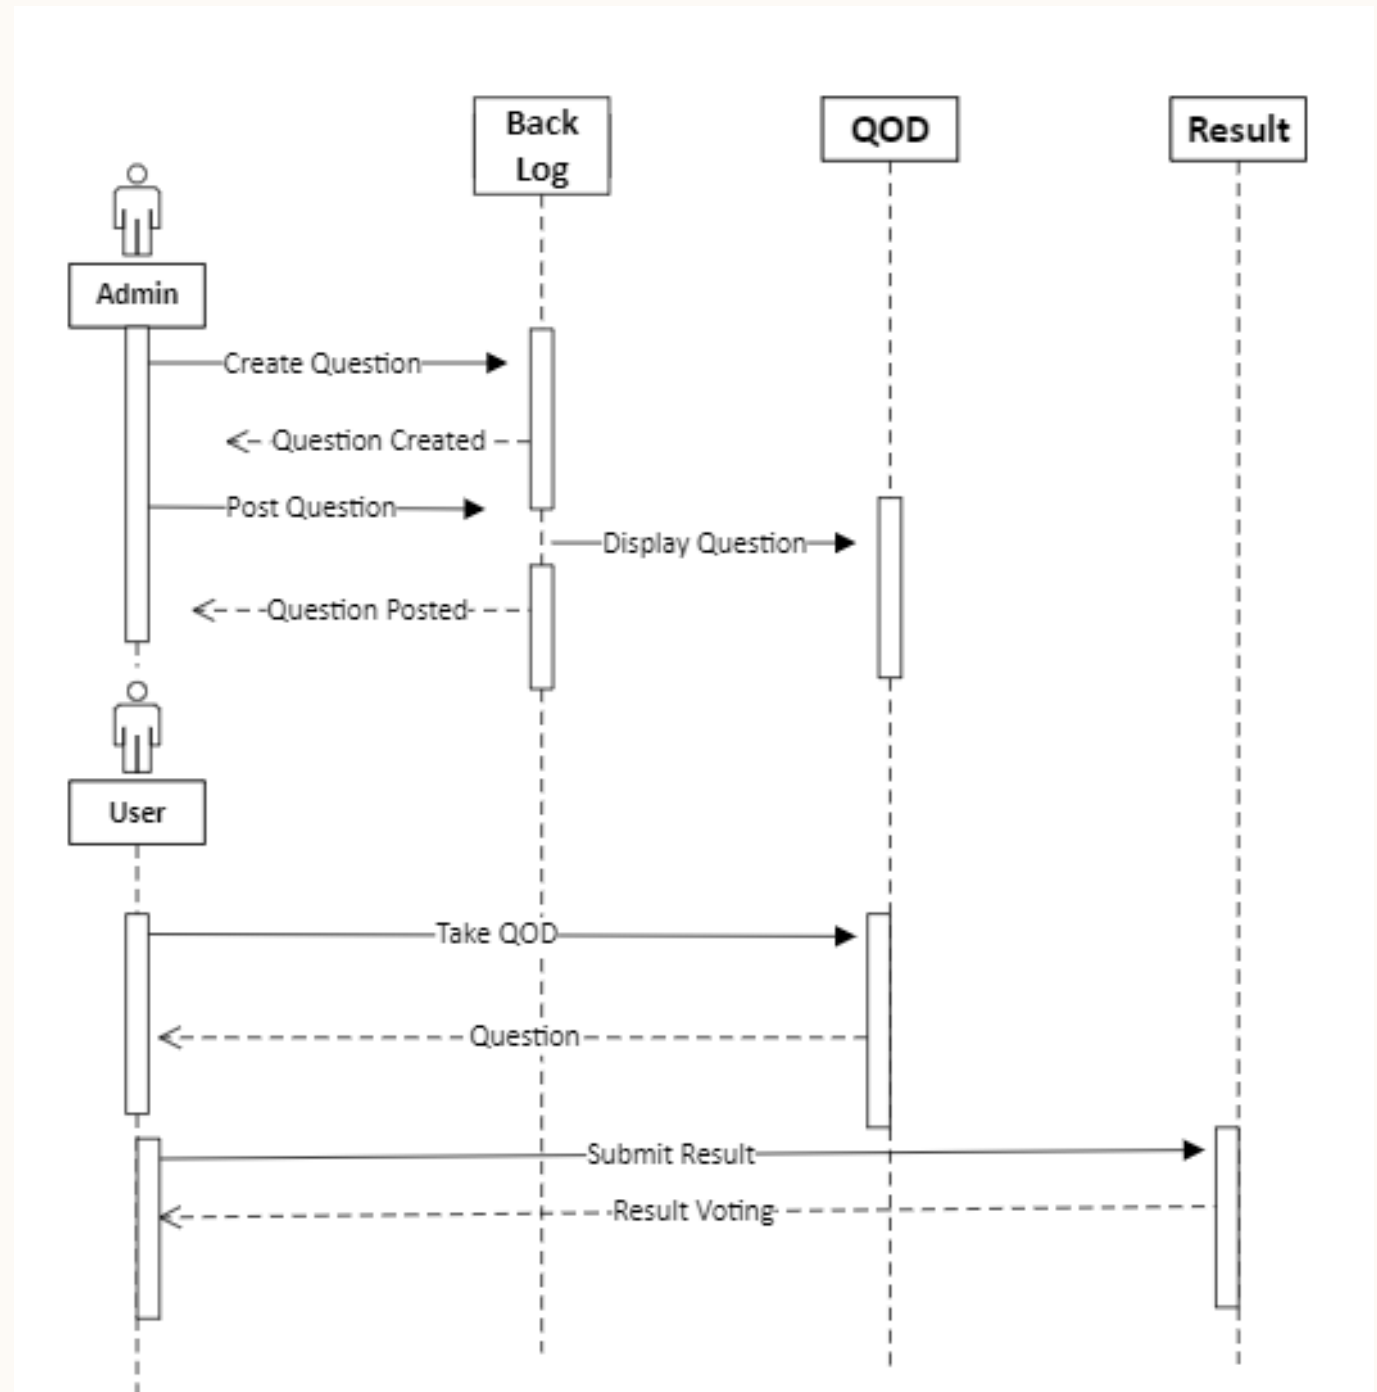 Back
Log
QOD
Result
Admin
Create Question
Question Created
Post Question
Display Question
Question Posted
User
Take QOD
Question
Submit Result
Result Voting